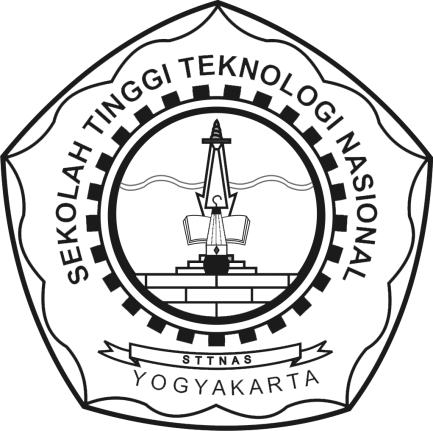 SEKOLAH TINGGI TEKNOLOGI NASIONAL
STTNAS
YOGYAKARTA